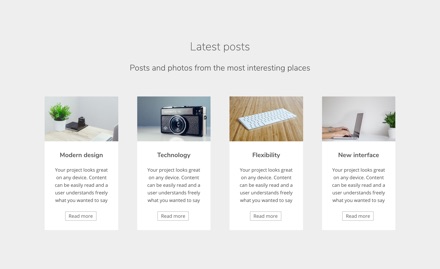 Latest posts
Posts and photos from the most interesting places
Modern design
Your project looks great
on any device. Content
can be easily read and a
user understands freely
what you wanted to say
Read more
Technology
Your project looks great
on any device. Content
can be easily read and a
user understands freely
what you wanted to say
Read more
Flexibility
Your project looks great
on any device. Content
can be easily read and a
user understands freely
what you wanted to say
Read more
New interface
Your project looks great
on any device. Content
can be easily read and a
user understands freely
what you wanted to say
Read more